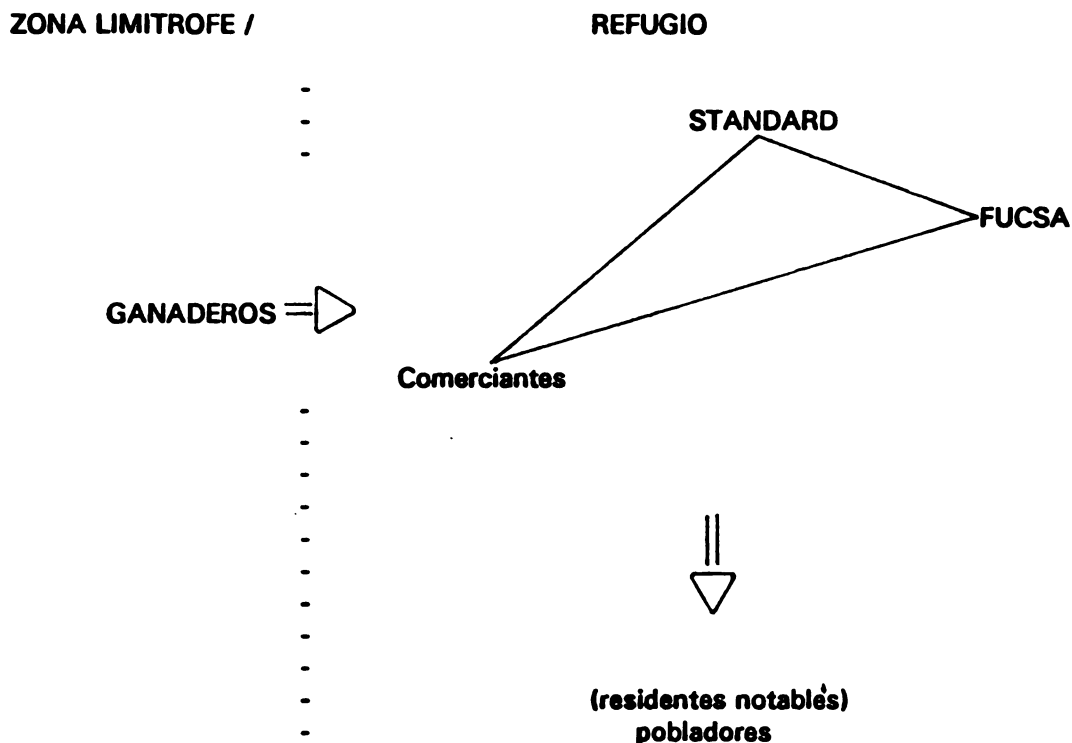 ZONA LIMITROFE / REFUGIO
STANDARD
FUCSA
GANADEROS
Comerciantes
(residentes notables)
pobladores